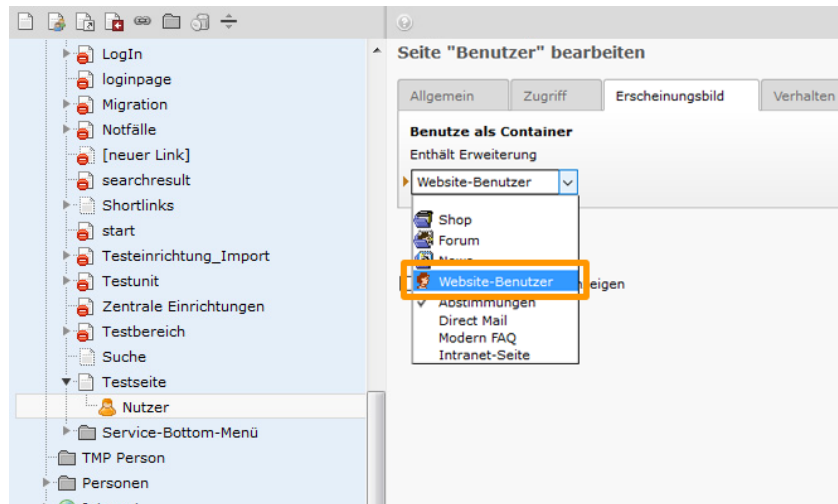 LogIn
loginpage
Migration
Notfälle
[neuer Link]
searchresult
Shortlinks
start
Testeinrichtung_Import
Testunit
Zentrale Einrichtungen
Testbereich
Suche
Testseite
Nutzer
Service-Bottom-Menü
TMP Person
Personen
Seite "Benutzer" bearbeiten
Allgemein Zugriff Erscheinungsbild Verhalten
Benutze als Container
Enthält Erweiterung
Website-Benutzer
Shop
Forum
News
Website-Benutzer
eigen
Abstimmungen
Direct Mail
Modern FAQ
Intranet-Seite